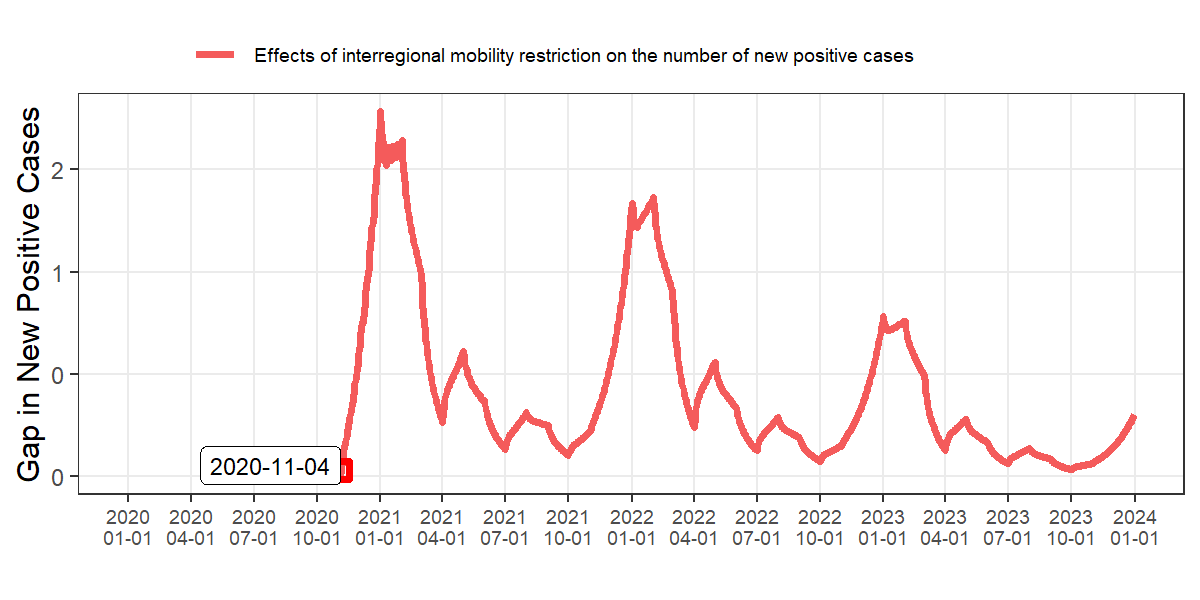 Effects of interregional mobility restriction on the number of new positive cases
Gap in New Positive Cases
2
1
0
0
2020-11-04
2020 2020 2020 2020 2021 2021 2021 2021 2022 2022 2022 2022 2023 2023 2023 2023 2024
01-01 04-01 07-01 10-01 01-01 04-01 07-01 10-01 01-01 04-01 07-01 10-01 01-01 04-01 07-01 10-01 01-01